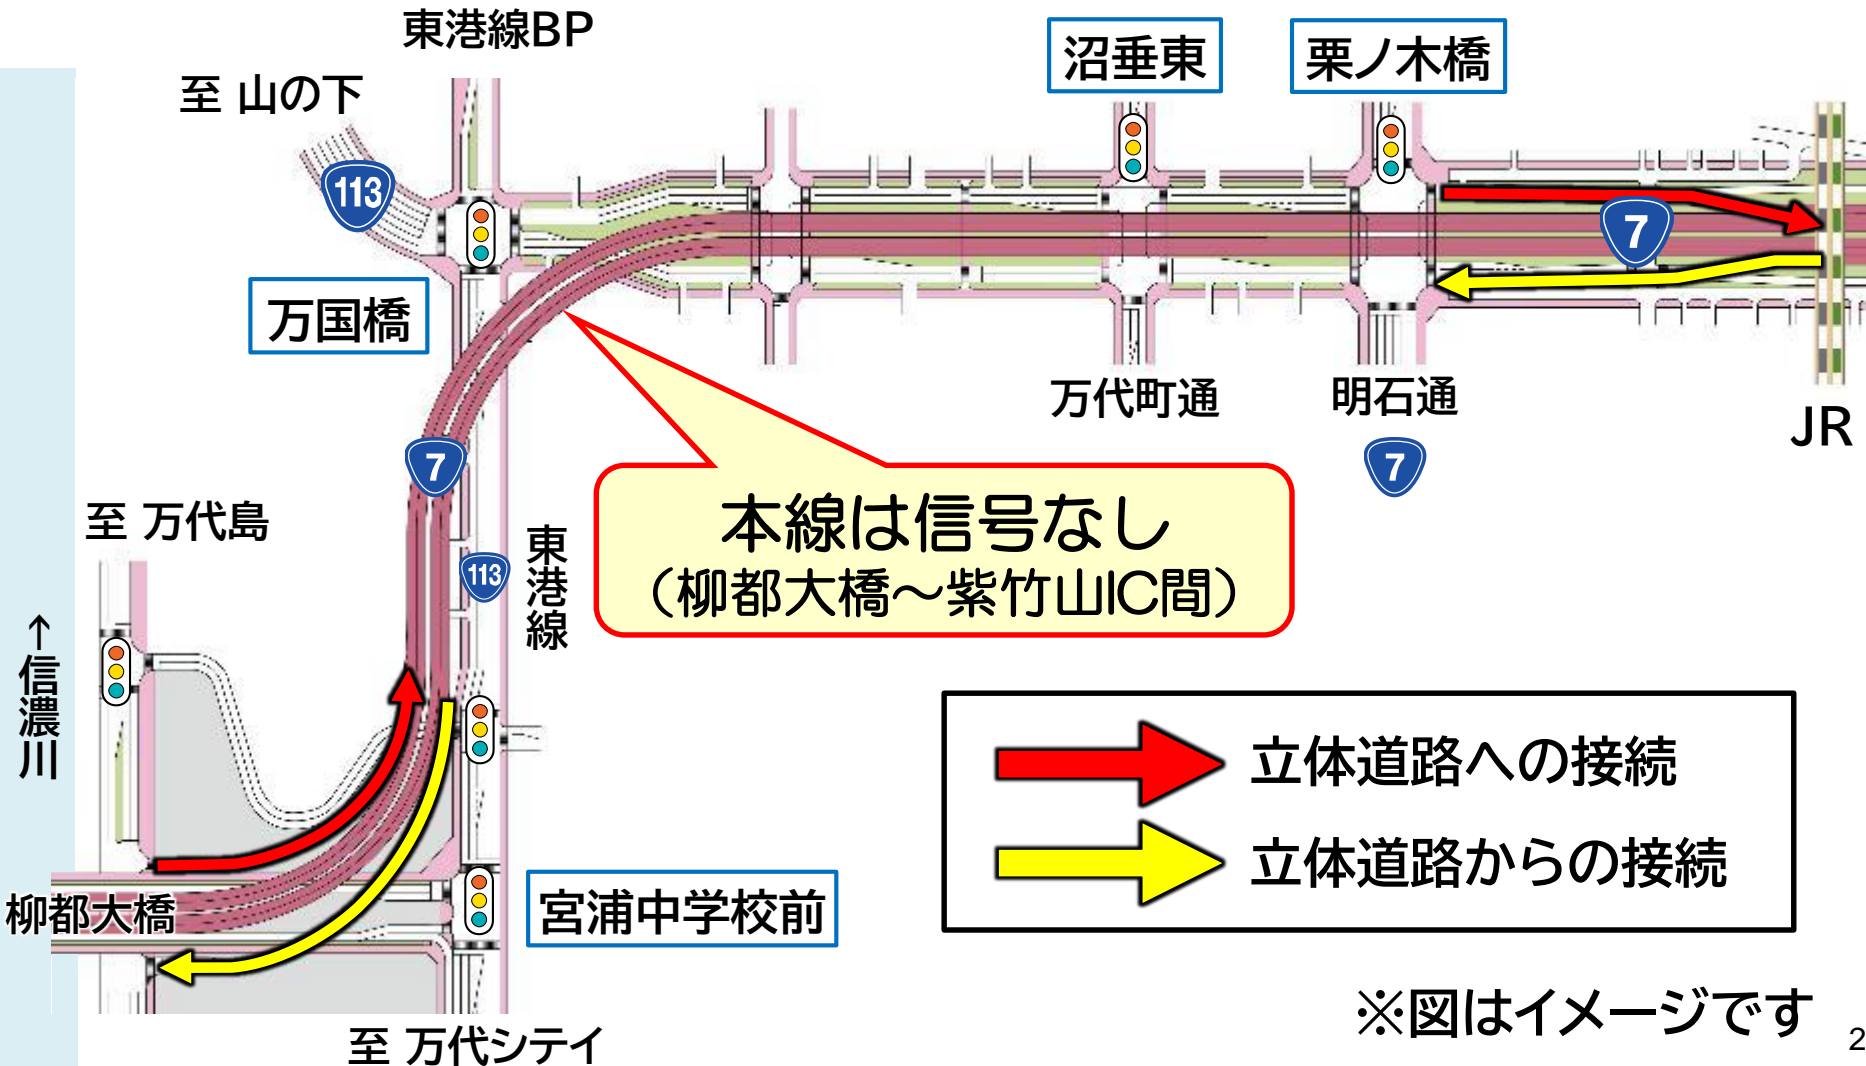 東港線BP
沼垂東
栗ノ木橋
至 山の下
113
7
万国橋
万代町通
明石通
JR
7
7
本線は信号なし
（柳都大橋～紫竹山IC間）
至 万代島
東港線
113
↑信濃川
立体道路への接続
立体道路からの接続
柳都大橋
宮浦中学校前
※図はイメージです
至 万代シテイ
2